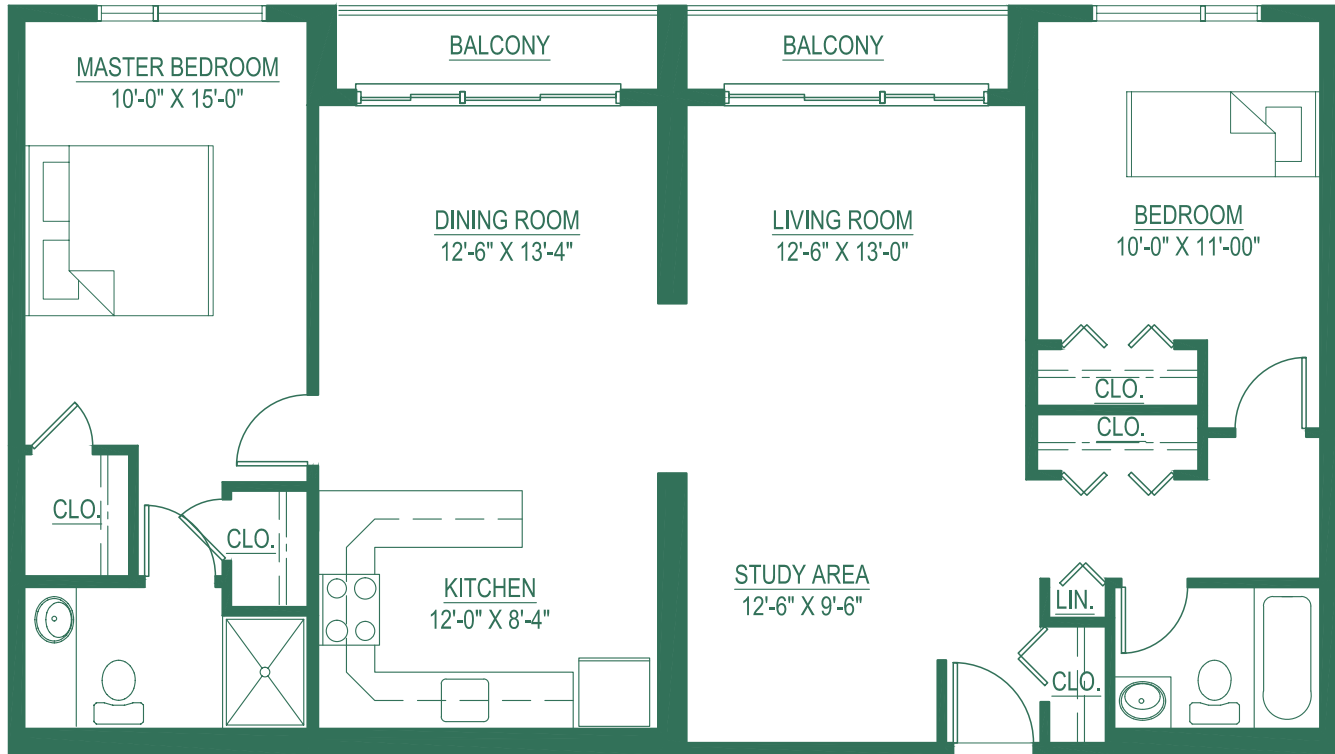 BALCONY
BALCONY
MASTER BEDROOM
10'-0" X 15'-0"
DINING ROOM
12'-6" X 13'-4"
LIVING ROOM
12'-6" X 13'-0"
BEDROOM
10'-0" X 11'-00"
CLO.
CLO.
CLO.
CLO.
KITCHEN
12'-0" X 8'-4"
STUDY AREA
12'-6" X 9'-6"
LIN.
CLO.